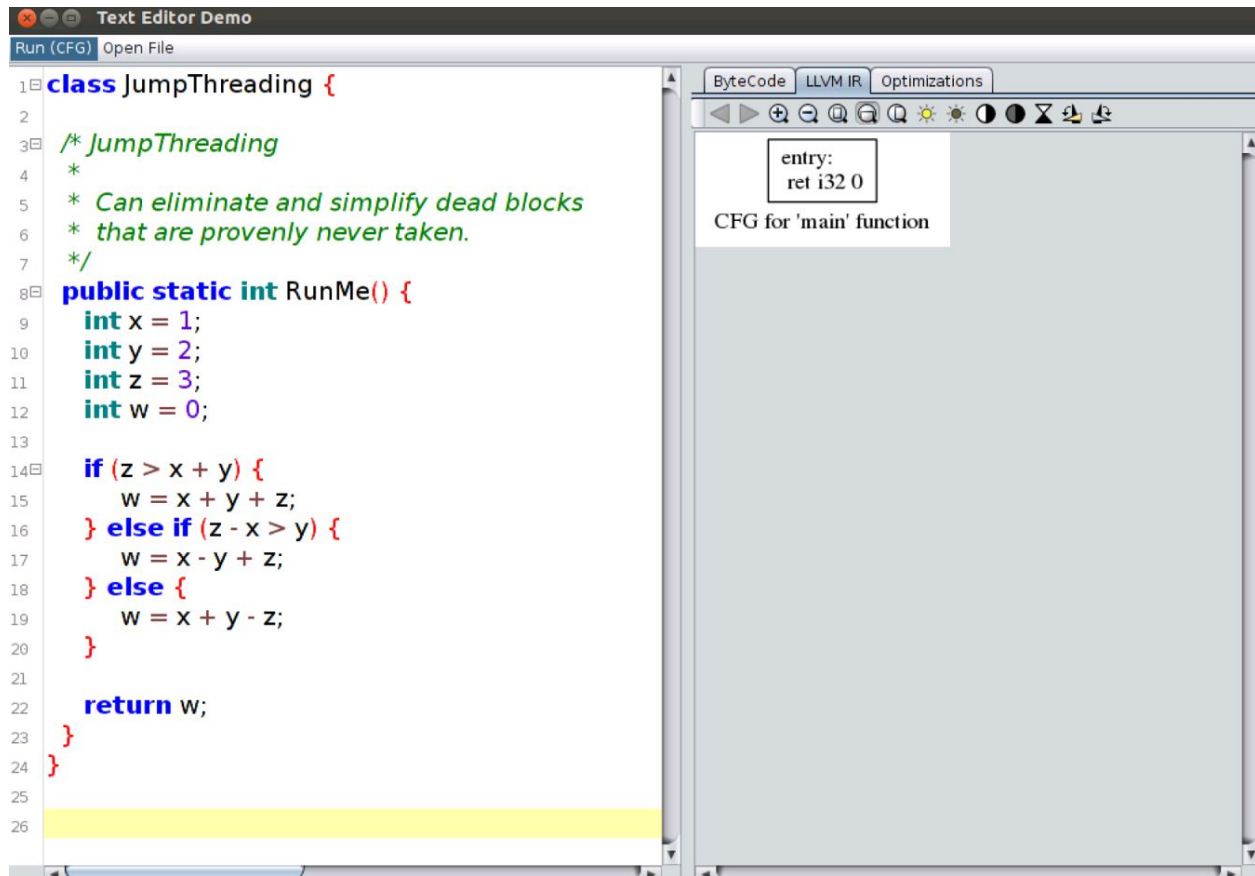 Text Editor Demo
Run (CFG) Open File
1 class JumpThreading {
2
3 /* JumpThreading
4 *
5 * Can eliminate and simplify dead blocks
6 * that are provenly never taken.
7 */
8 public static int RunMe() {
9 int x = 1;
10 int y = 2;
11 int z = 3;
12 int w = 0;
13
14 if (z > x + y) {
15 w = x + y + z;
16 } else if (z - x > y) {
17 w = x - y + z;
18 } else {
19 w = x + y - z;
20 }
21
22 return w;
23 }
24 }
25
26
ByteCode LLVM IR Optimizations
entry:
ret i32 0
CFG for 'main' function